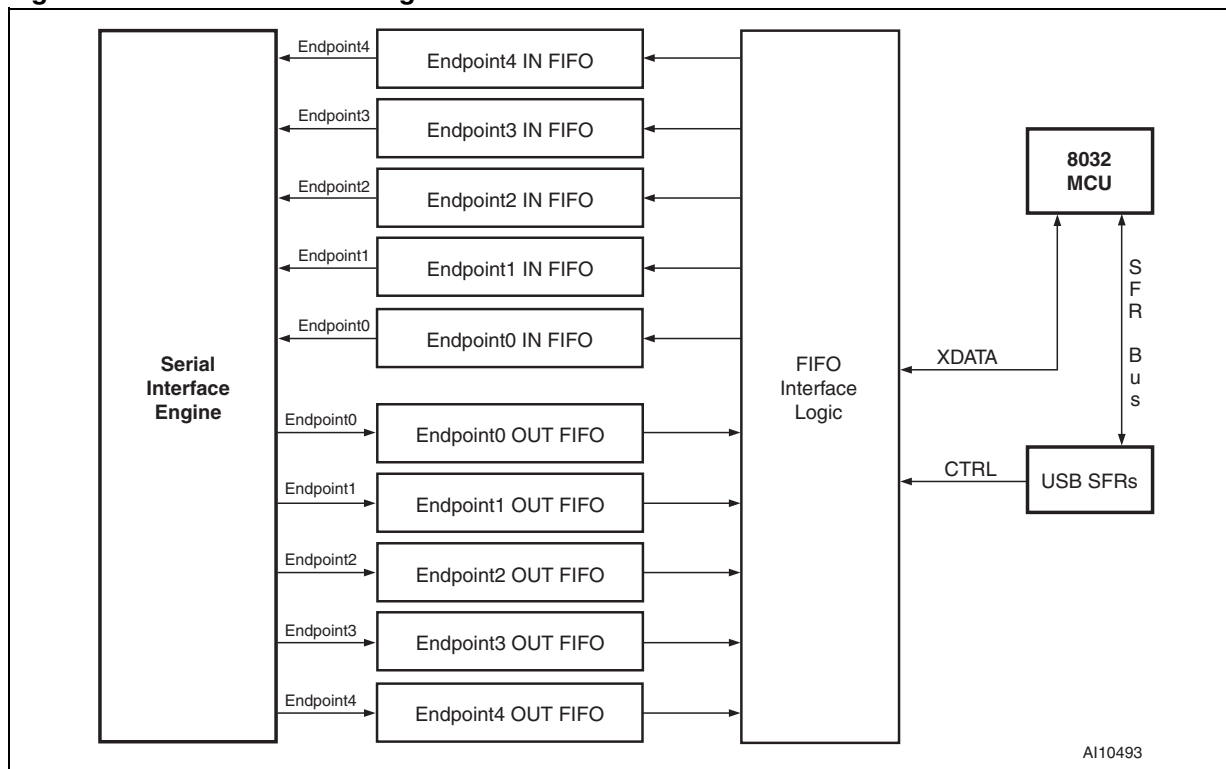 Endpoint4
Endpoint4 IN FIFO
Endpoint3
Endpoint3 IN FIFO
Endpoint2
Endpoint2 IN FIFO
Endpoint1
Endpoint1 IN FIFO
Endpoint0
Endpoint0 IN FIFO
Serial
Interface
Engine
Endpoint0
Endpoint0 OUT FIFO
Endpoint1
Endpoint1 OUT FIFO
Endpoint2
Endpoint2 OUT FIFO
Endpoint3
Endpoint3 OUT FIFO
Endpoint4
Endpoint4 OUT FIFO
FIFO
Interface
Logic
XDATA
CTRL
8032
MCU
SFR Bus
USB SFRs
AI10493